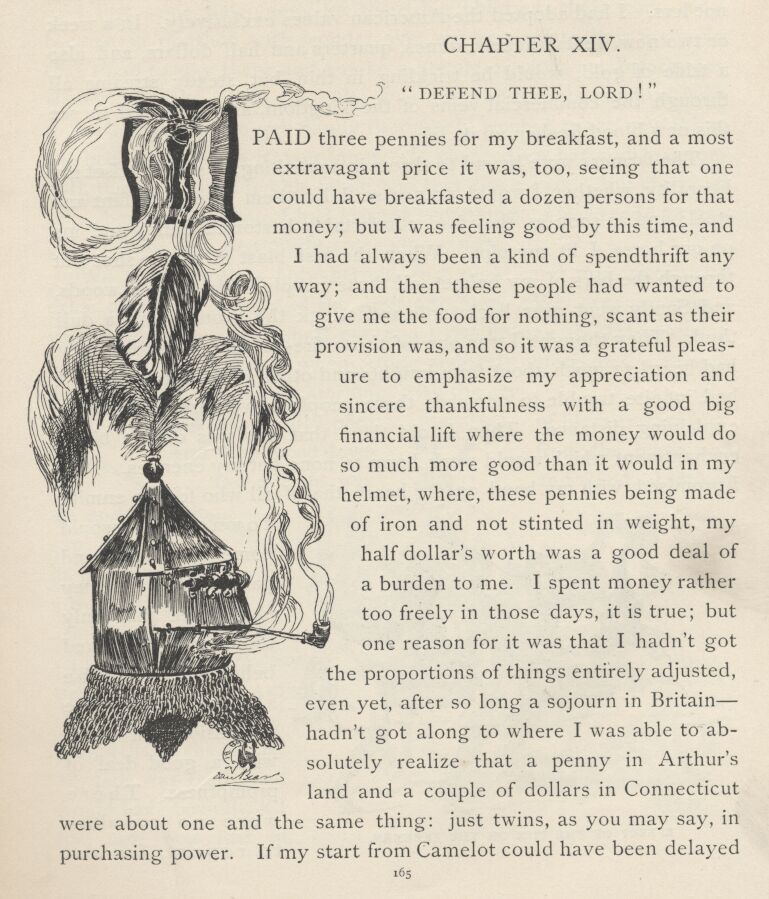 CHAPTER XIV.
"DEFEND THEE, LORD!"
I PAID three pennies for my breakfast, and a most
extravagant price it was, too, seeing that one
could have breakfasted a dozen persons for that
money; but I was feeling good by this time, and
I had always been a kind of spendthrift any
way; and then these people had wanted to
give me the food for nothing, scant as their
provision was, and so it was a grateful pleas-
ure to emphasize my appreciation and
sincere thankfulness with a good big
financial lift where the money would do
so much more good than it would in my
helmet, where, these pennies being made
of iron and not stinted in weight, my
half dollar's worth was a good deal of
a burden to me. I spent money rather
too freely in those days, it is true; but
one reason for it was that I hadn't got
the proportions of things entirely adjusted,
even yet, after so long a sojourn in Britain—
hadn't got along to where I was able to ab-
solutely realize that a penny in Arthur's
land and a couple of dollars in Connecticut
were about one and the same thing: just twins, as you may say, in
purchasing power. If my start from Camelot could have been delayed
Dan Beard
165